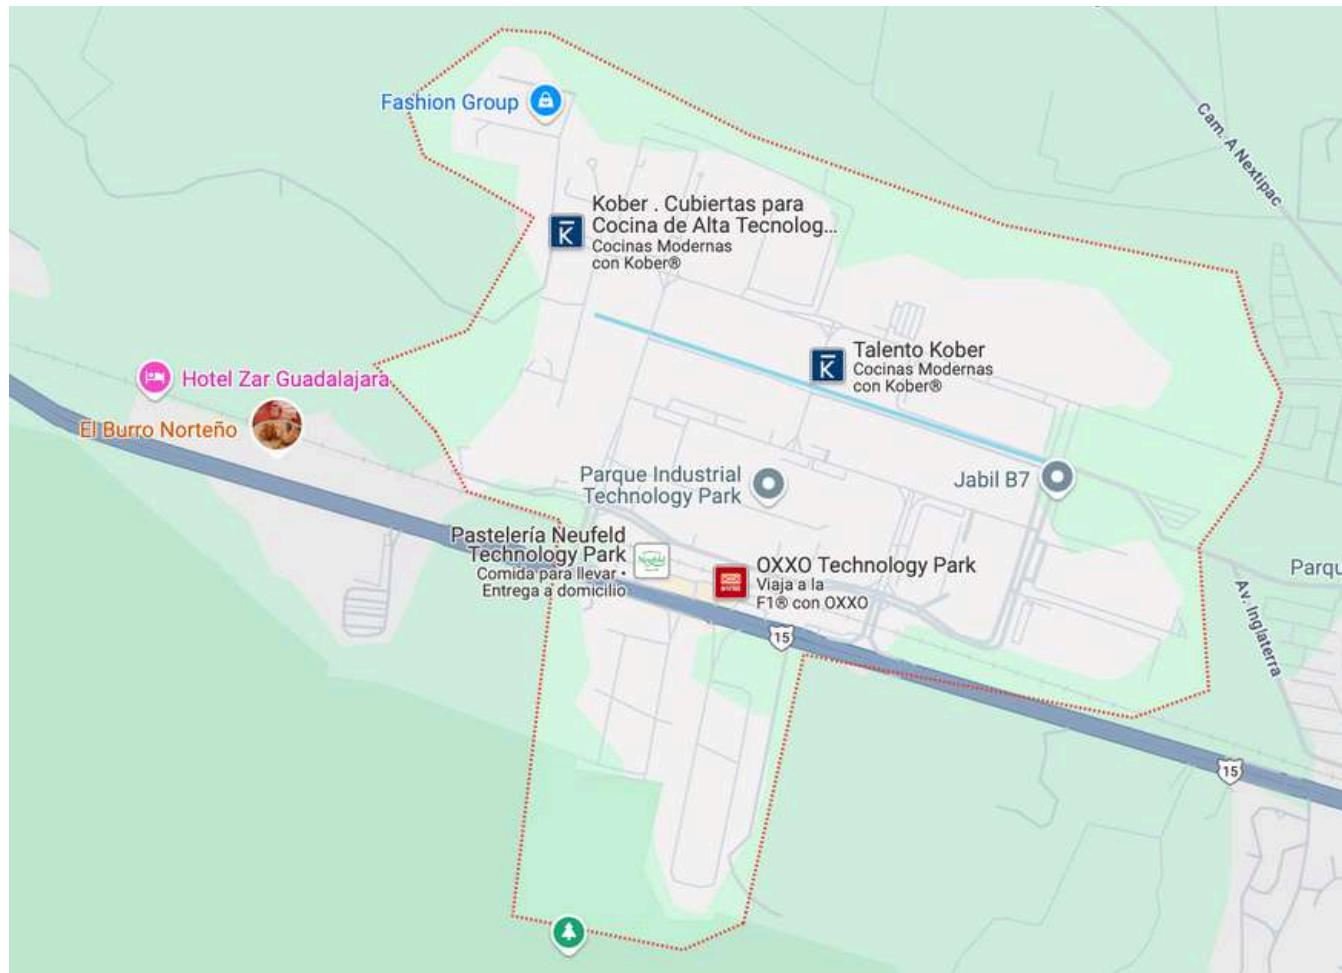 Fashion Group
Cam. A Nextipac
Kober . Cubiertas para
Cocina de Alta Tecnolog...
Cocinas Modernas
con Kober®
Talento Kober
Cocinas Modernas
con Kober®
Hotel Zar Guadalajara
El Burro Norteño
Parque Industrial
Technology Park
Jabil B7
Pastelería Neufeld
Technology Park
Comida para llevar •
Entrega a domicilio
OXXO Technology Park
Viaja a la
F1® con OXXO
Parqu
Av. Inglaterra
15
15